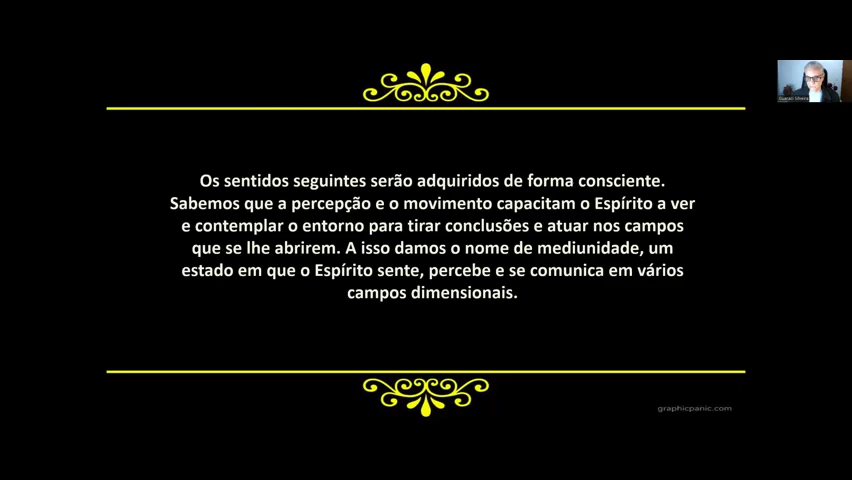 Os sentidos seguintes serão adquiridos de forma consciente.
Sabemos que a percepção e o movimento capacitam o Espírito a ver
e contemplar o entorno para tirar conclusões e atuar nos campos
que se lhe abrirem. A isso damos o nome de mediunidade, um
estado em que o Espírito sente, percebe e se comunica em vários
campos dimensionais.
graphicpanic.com